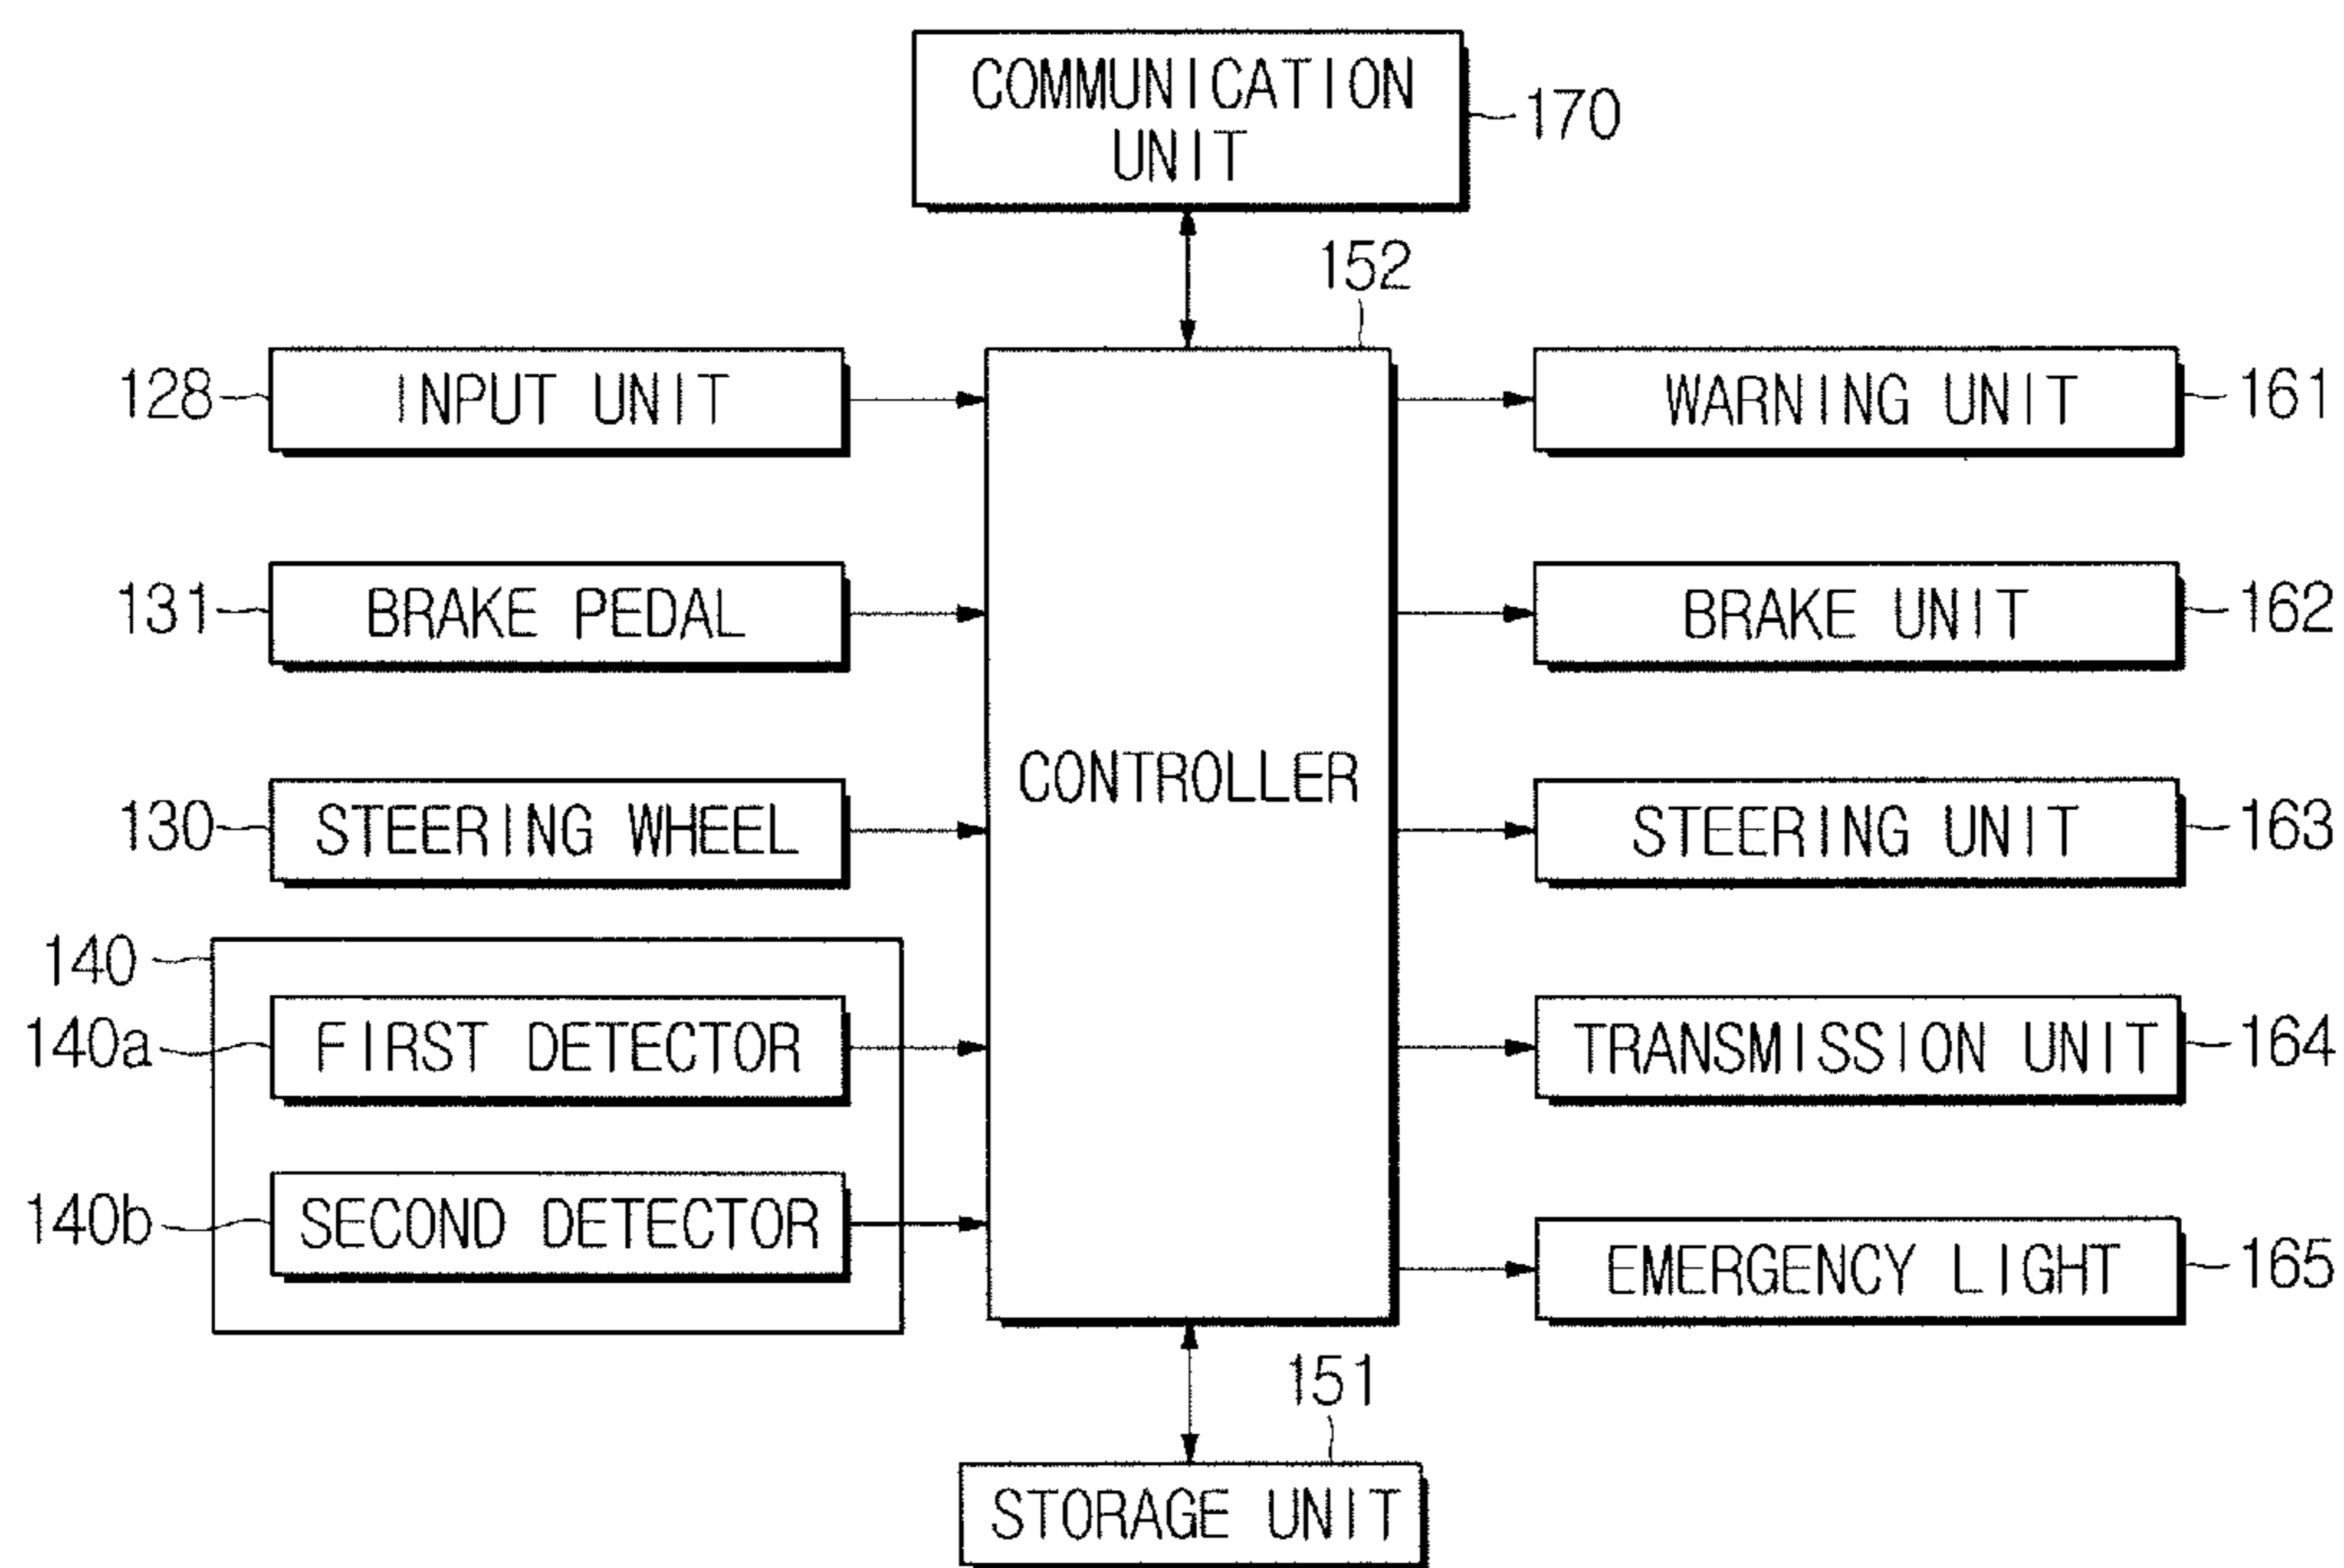 COMMUNICATION
UNIT
170
152
128
INPUT UNIT
WARNING UNIT
161
131
BRAKE PEDAL
BRAKE UNIT
162
CONTROLLER
130
STEERING WHEEL
STEERING UNIT
163
140
140a
FIRST DETECTOR
TRANSMISSION UNIT
164
140b
SECOND DETECTOR
EMERGENCY LIGHT
165
151
STORAGE UNIT